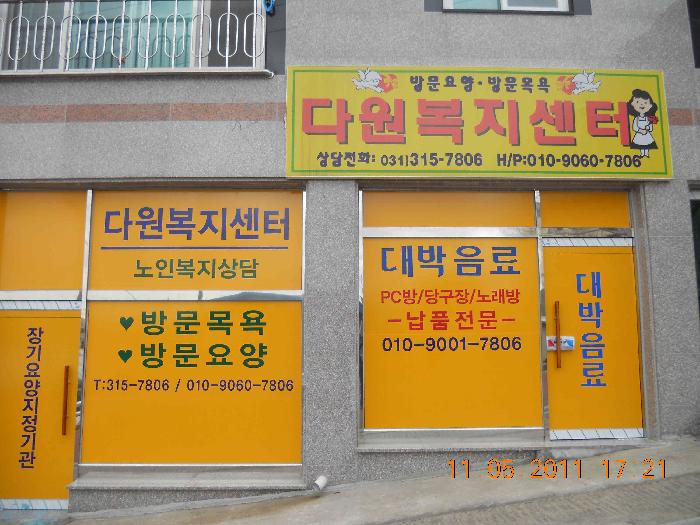 방문요양·방문목욕
다원복지센터
상담전화: 031)315-7806 H/P:010-9060-7806
다원복지센터
노인복지상담
♥방문목욕
♥방문요양
T:315-7806 / 010-9060-7806
장기요양지정기관
대박음료
PC방/당구장/노래방
-납품전문-
010-9001-7806
대박음료
11 05 2011 17 21